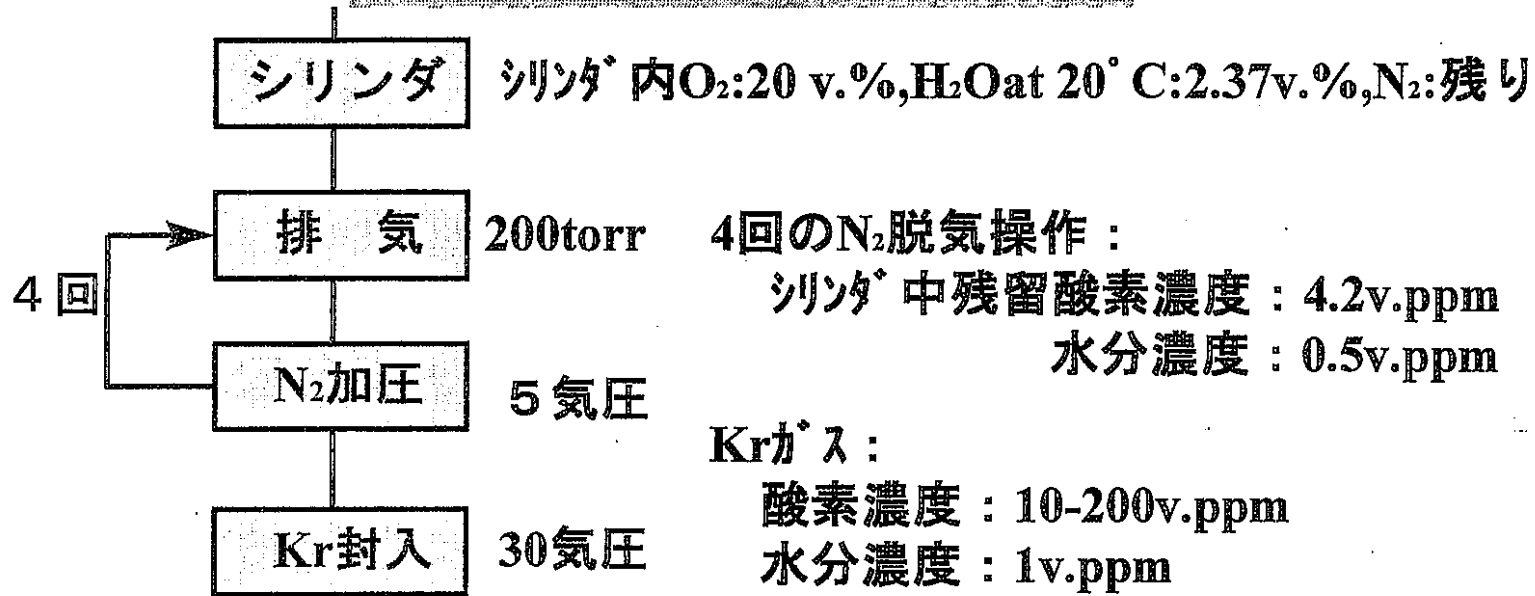 シリンダ
ｼﾘﾝﾀﾞ内O₂:20 v.%,H₂Oat 20°C:2.37v.%,N₂:残り
排　気
200torr
4回のN₂脱気操作：
4回
ｼﾘﾝﾀﾞ中残留酸素濃度：4.2v.ppm
水分濃度：0.5v.ppm
N₂加圧
５気圧
Krｶﾞｽ：
酸素濃度：10-200v.ppm
Kr封入
30気圧
水分濃度：1v.ppm